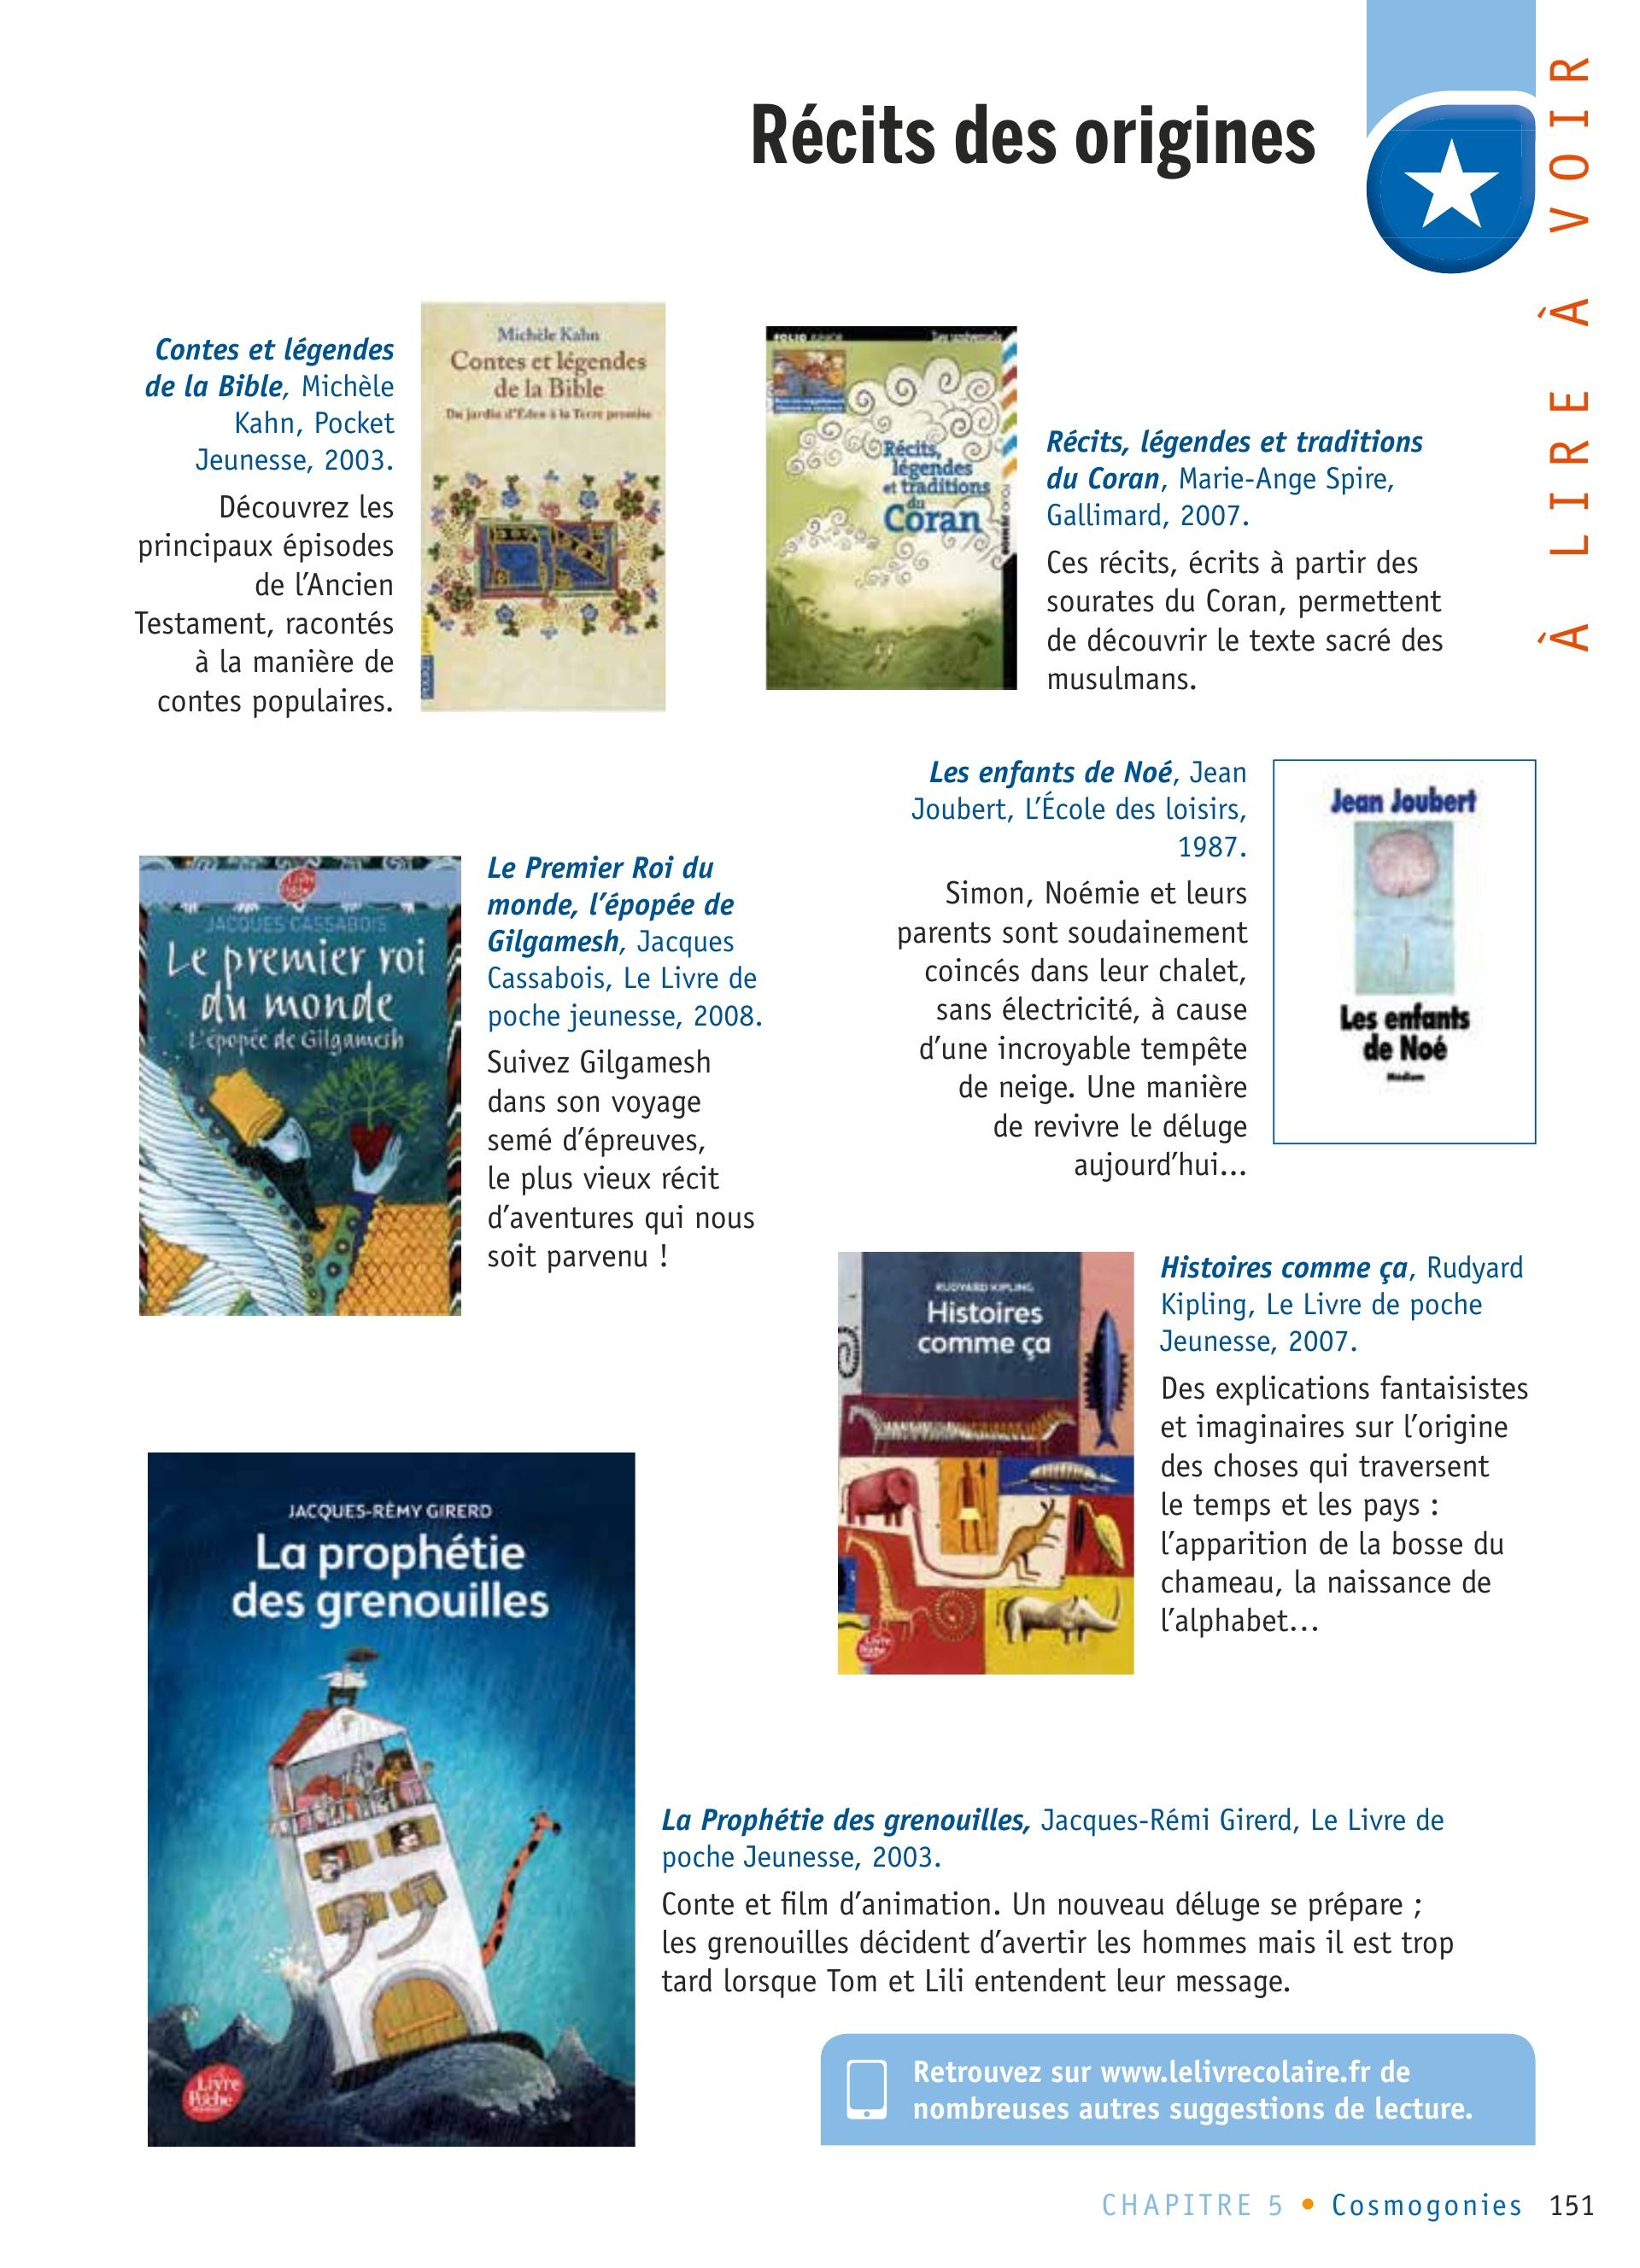 Récits des origines
À LIRE À VOIR
Contes et légendes
de la Bible, Michèle
Kahn, Pocket
Jeunesse, 2003.
Découvrez les
principaux épisodes
de l’Ancien
Testament, racontés
à la manière de
contes populaires.
Michèle Kahn
Contes et légendes
de la Bible
Du jardin d'Éden à la Terre promise
Récits,
légendes
et traditions
du
Coran
Récits, légendes et traditions
du Coran, Marie-Ange Spire,
Gallimard, 2007.
Ces récits, écrits à partir des
sourates du Coran, permettent
de découvrir le texte sacré des
musulmans.
Les enfants de Noé, Jean
Joubert, L’École des loisirs,
1987.
Simon, Noémie et leurs
parents sont soudainement
coincés dans leur chalet,
sans électricité, à cause
d’une incroyable tempête
de neige. Une manière
de revivre le déluge
aujourd’hui…
Jean Joubert
Les enfants
de Noé
Médium
JACQUES CASSABOIS
Le premier roi
du monde
L'épopée de Gilgamesh
Le Premier Roi du
monde, l’épopée de
Gilgamesh, Jacques
Cassabois, Le Livre de
poche jeunesse, 2008.
Suivez Gilgamesh
dans son voyage
semé d’épreuves,
le plus vieux récit
d’aventures qui nous
soit parvenu !
RUDYARD KIPLING
Histoires
comme ça
Histoires comme ça, Rudyard
Kipling, Le Livre de poche
Jeunesse, 2007.
Des explications fantaisistes
et imaginaires sur l’origine
des choses qui traversent
le temps et les pays :
l’apparition de la bosse du
chameau, la naissance de
l’alphabet…
JACQUES-RÉMY GIRERD
La prophétie
des grenouilles
Livre
Poche
La Prophétie des grenouilles, Jacques-Rémi Girerd, Le Livre de
poche Jeunesse, 2003.
Conte et film d’animation. Un nouveau déluge se prépare ;
les grenouilles décident d’avertir les hommes mais il est trop
tard lorsque Tom et Lili entendent leur message.
Retrouvez sur www.lelivrecolaire.fr de
nombreuses autres suggestions de lecture.
CHAPITRE 5 • Cosmogonies 151